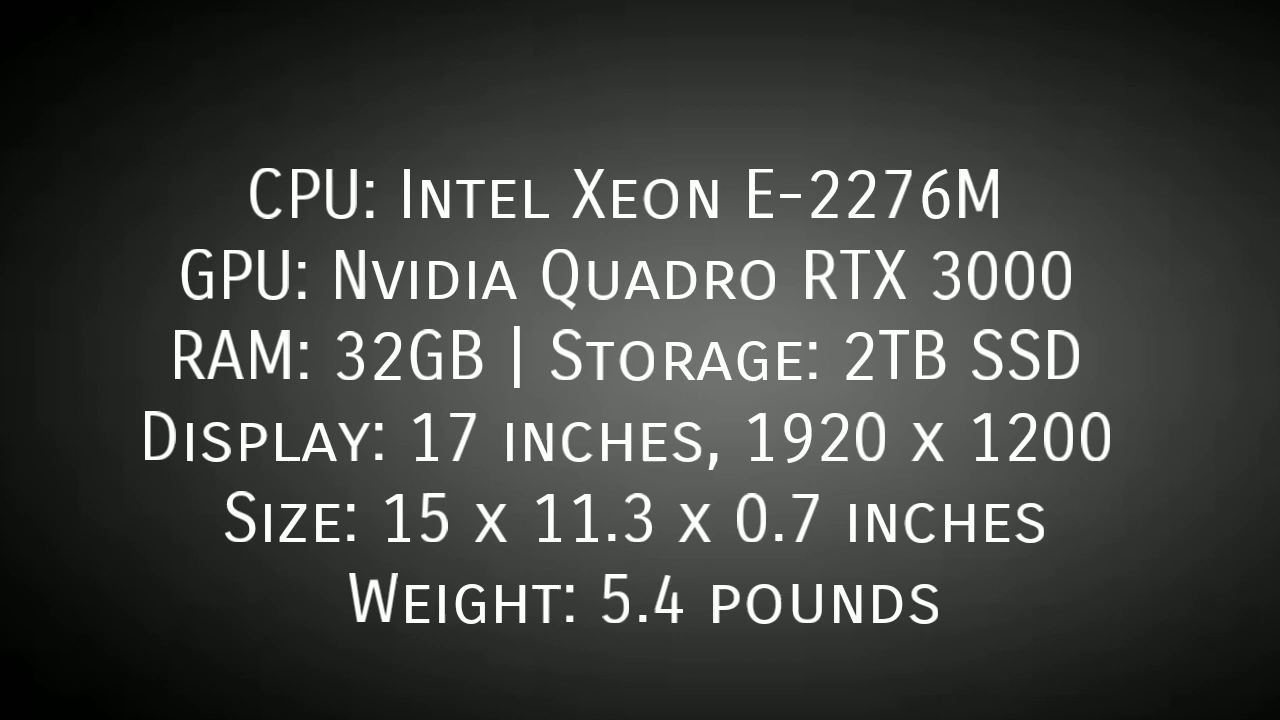 CPU: Intel Xeon E-2276M
GPU: Nvidia Quadro RTX 3000
RAM: 32GB | Storage: 2TB SSD
Display: 17 inches, 1920 x 1200
Size: 15 x 11.3 x 0.7 inches
Weight: 5.4 pounds